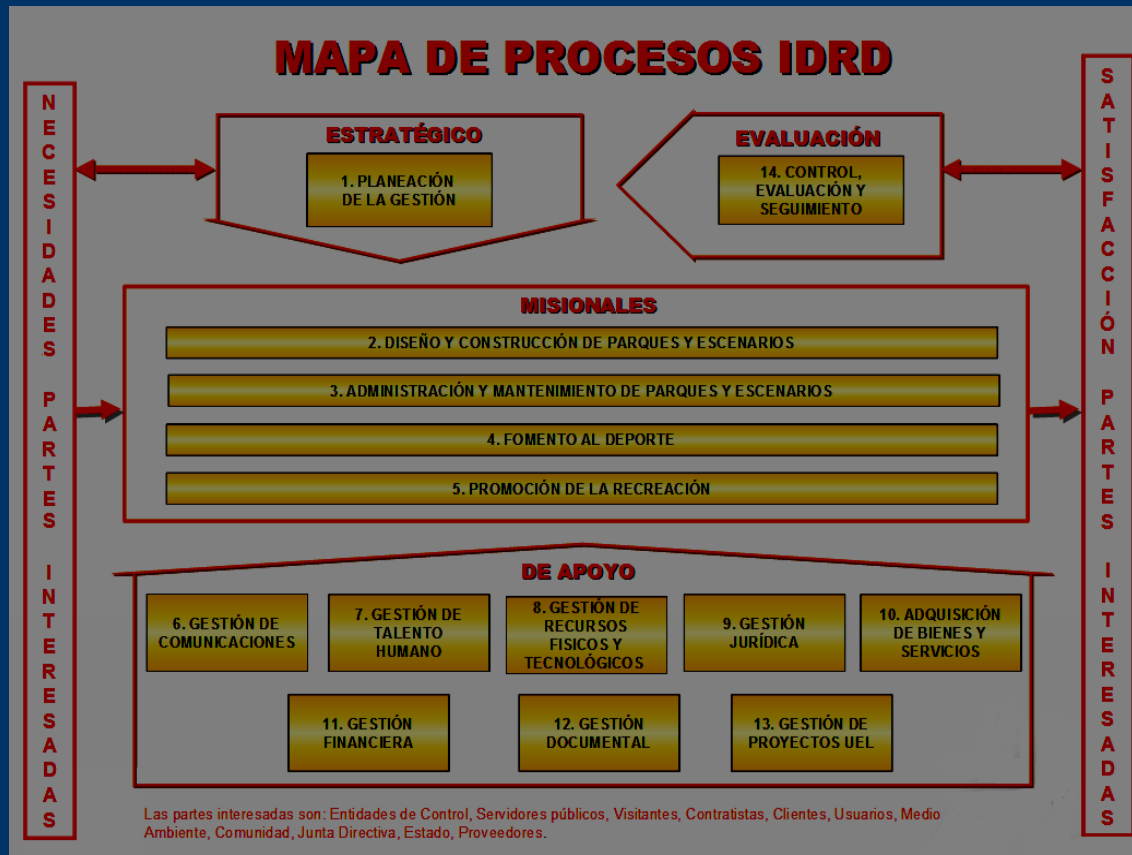 MAPA DE PROCESOS IDRD
NECESIDADES PARTES INTERESADAS
ESTRATÉGICO
1. PLANEACIÓN
DE LA GESTIÓN
EVALUACIÓN
14. CONTROL,
EVALUACIÓN Y
SEGUIMIENTO
MISIONALES
2. DISEÑO Y CONSTRUCCIÓN DE PARQUES Y ESCENARIOS
3. ADMINISTRACIÓN Y MANTENIMIENTO DE PARQUES Y ESCENARIOS
4. FOMENTO AL DEPORTE
5. PROMOCIÓN DE LA RECREACIÓN
DE APOYO
6. GESTIÓN DE
COMUNICACIONES
7. GESTIÓN DE
TALENTO
HUMANO
8. GESTIÓN DE
RECURSOS
FISICOS Y
TECNOLÓGICOS
9. GESTIÓN
JURÍDICA
10. ADQUISICIÓN
DE BIENES Y
SERVICIOS
11. GESTIÓN
FINANCIERA
12. GESTIÓN
DOCUMENTAL
13. GESTIÓN DE
PROYECTOS UEL
SATISFACCIÓN PARTES INTERESADAS
Las partes interesadas son: Entidades de Control, Servidores públicos, Visitantes, Contratistas, Clientes, Usuarios, Medio
Ambiente, Comunidad, Junta Directiva, Estado, Proveedores.